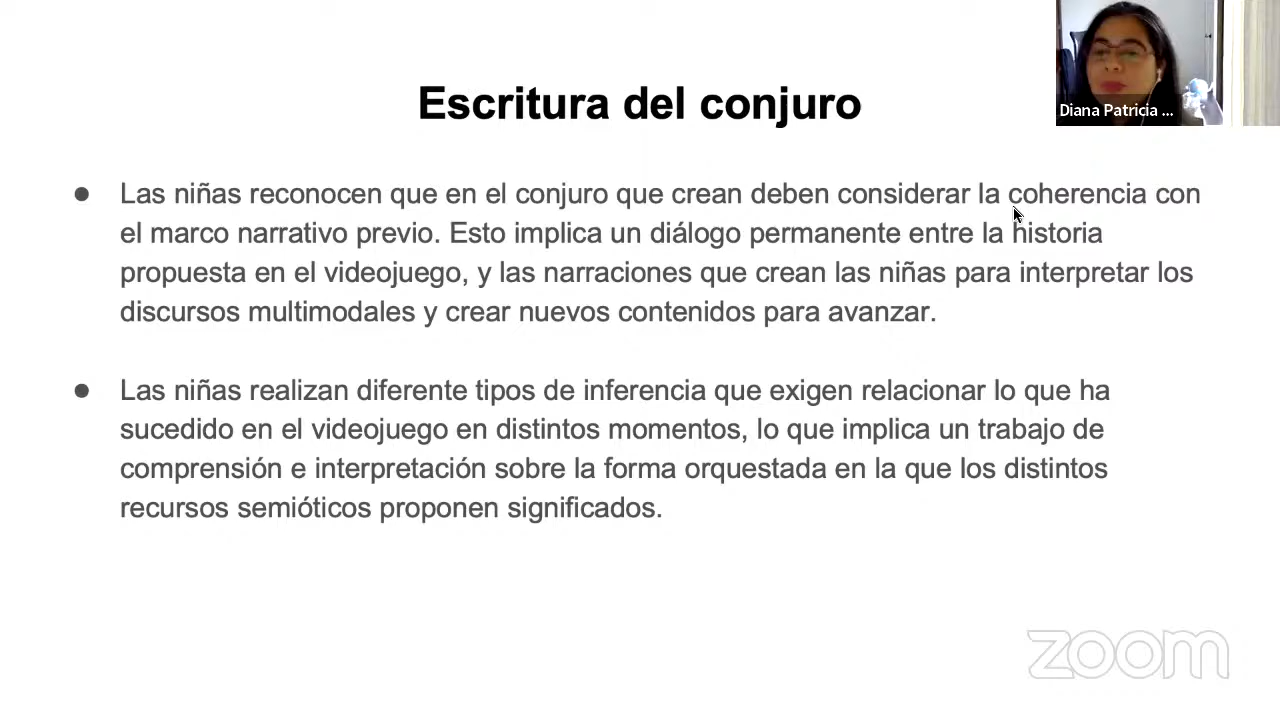 Escritura del conjuro
Diana Patricia ...
● Las niñas reconocen que en el conjuro que crean deben considerar la coherencia con
el marco narrativo previo. Esto implica un diálogo permanente entre la historia
propuesta en el videojuego, y las narraciones que crean las niñas para interpretar los
discursos multimodales y crear nuevos contenidos para avanzar.
● Las niñas realizan diferente tipos de inferencia que exigen relacionar lo que ha
sucedido en el videojuego en distintos momentos, lo que implica un trabajo de
comprensión e interpretación sobre la forma orquestada en la que los distintos
recursos semióticos proponen significados.
zoom